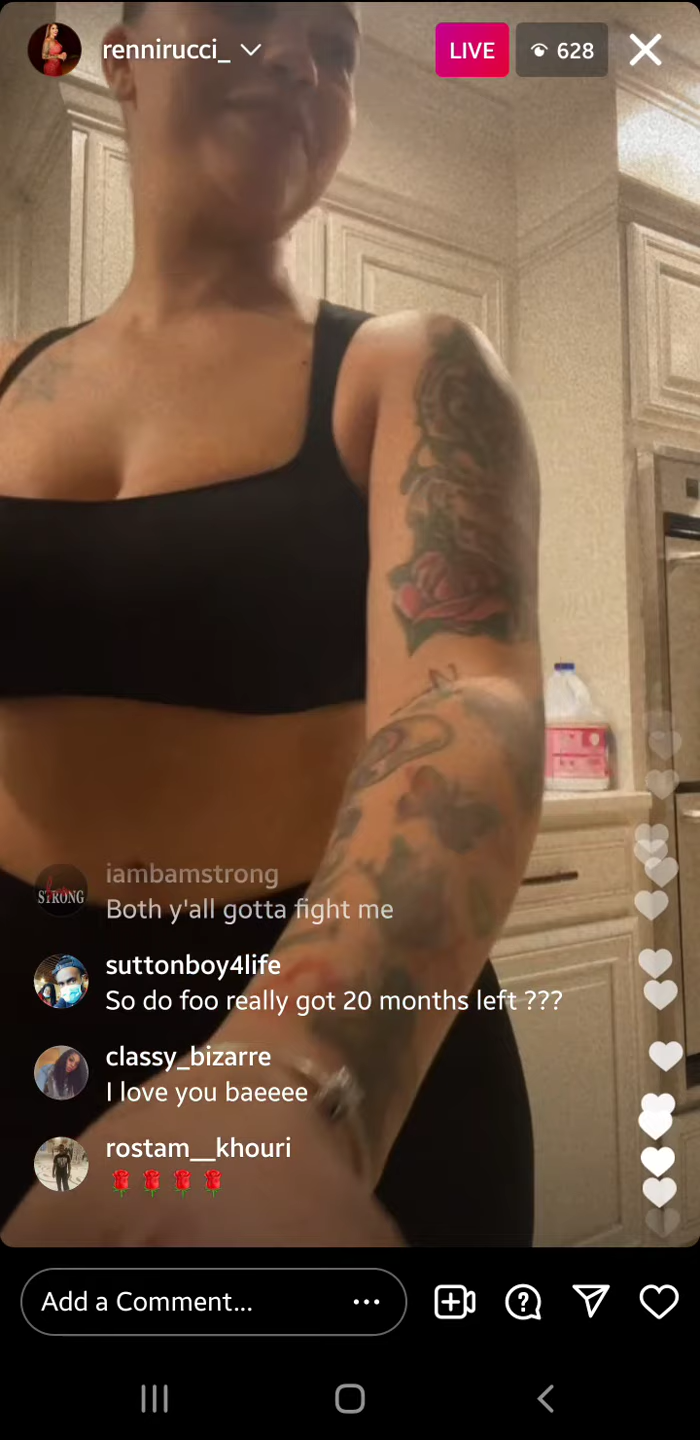 rennirucci_
LIVE
628
iambamstrong
STRONG
Both y'all gotta fight me
suttonboy4life
So do foo really got 20 months left ???
classy_bizarre
I love you baeeee
rostam__khouri
🌹 🌹 🌹 🌹
Add a Comment...